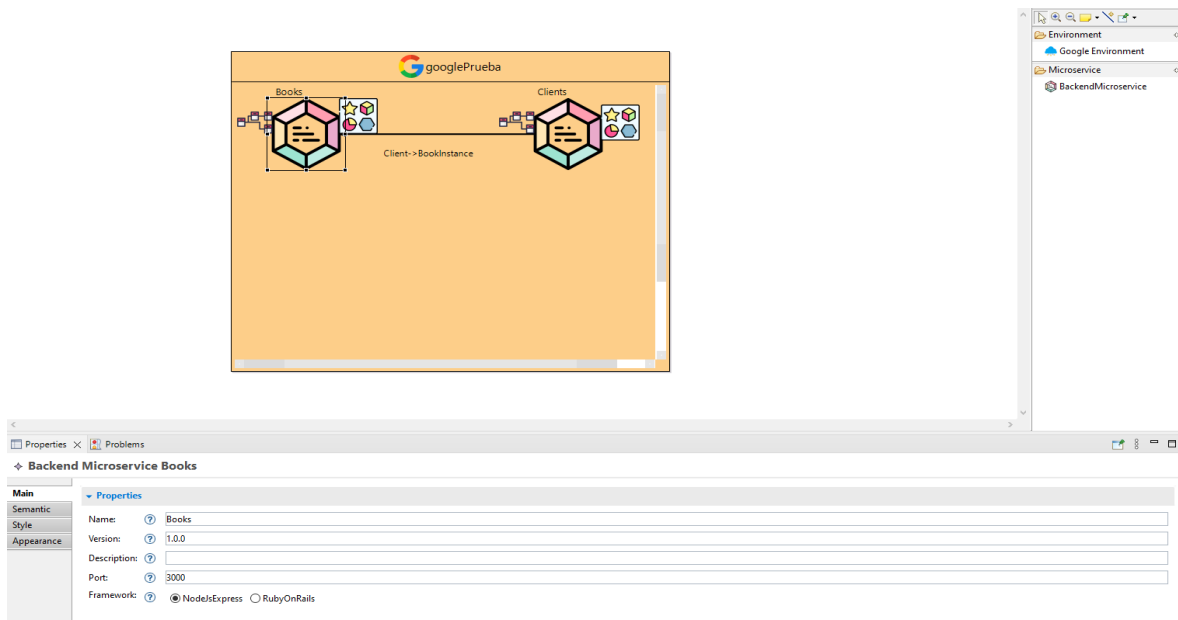 googlePrueba
Books
Clients
Client->BookInstance
Environment
Google Environment
Microservice
BackendMicroservice
Properties
Problems
Backend Microservice Books
Main
Semantic
Style
Appearance
Properties
Name: Books
Version: 1.0.0
Description:
Port: 3000
Framework: NodeJsExpress RubyOnRails